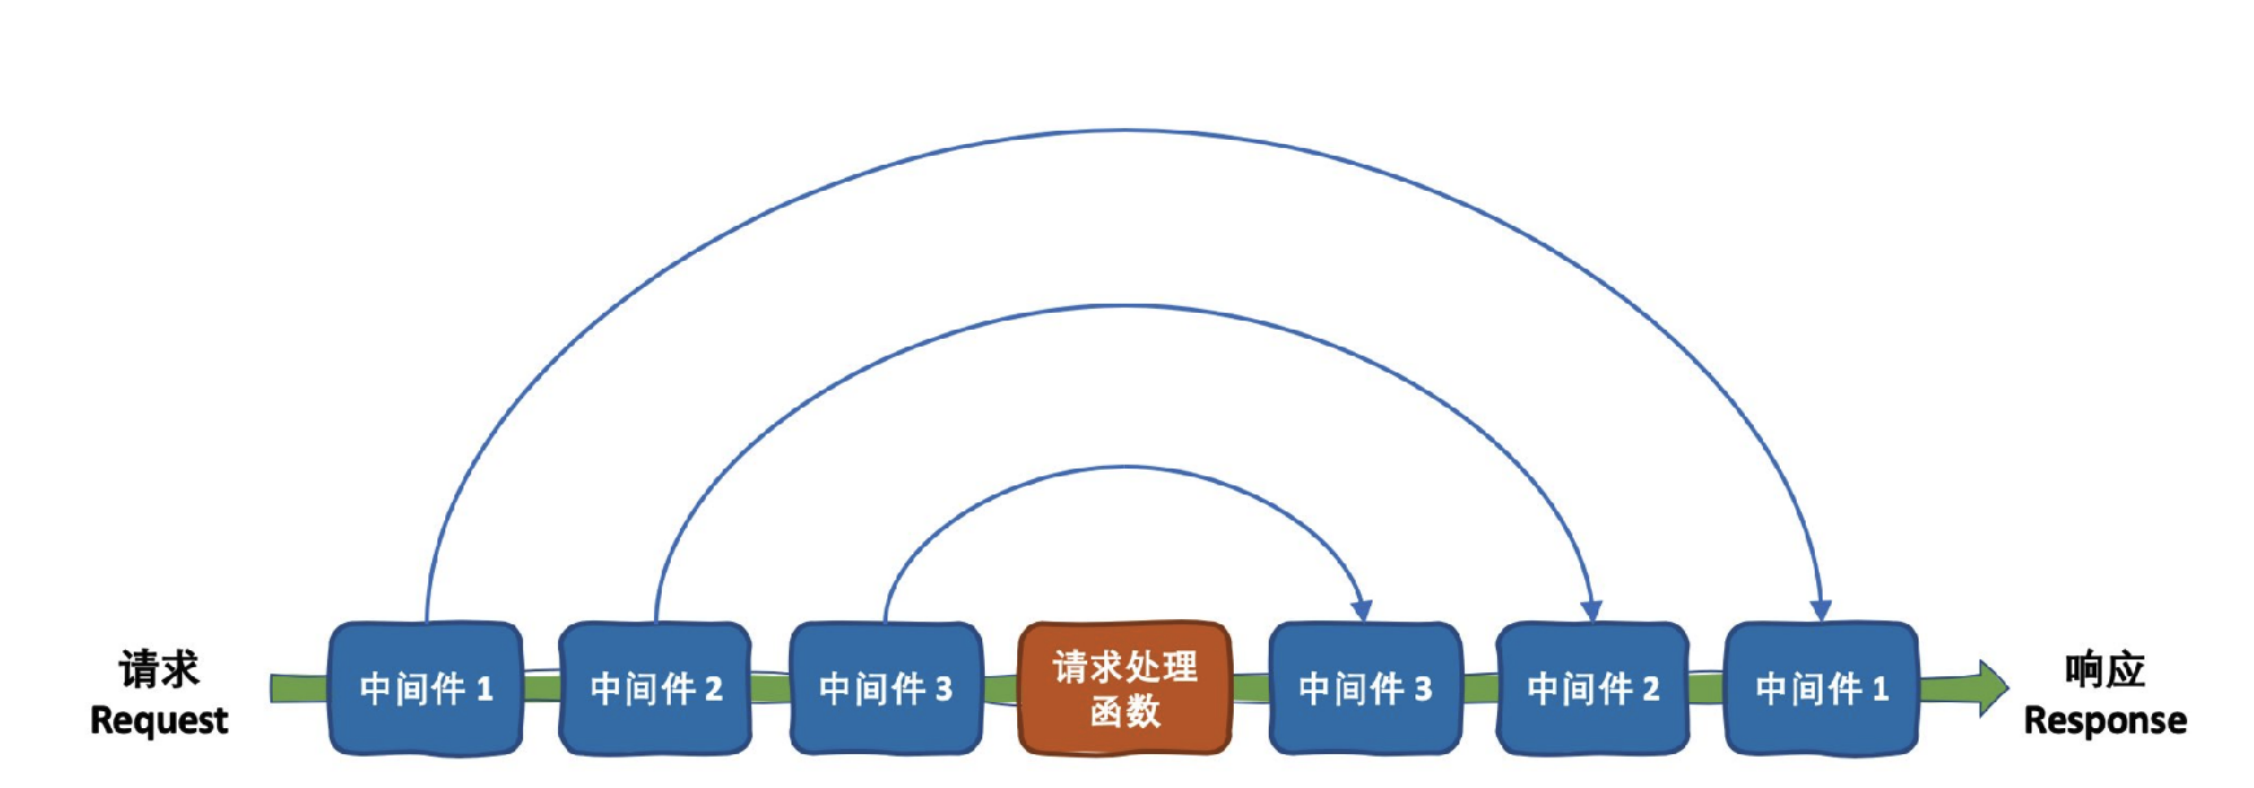 请求
Request
中间件 1
中间件 2
中间件 3
请求处理
函数
中间件 3
中间件 2
中间件 1
响应
Response